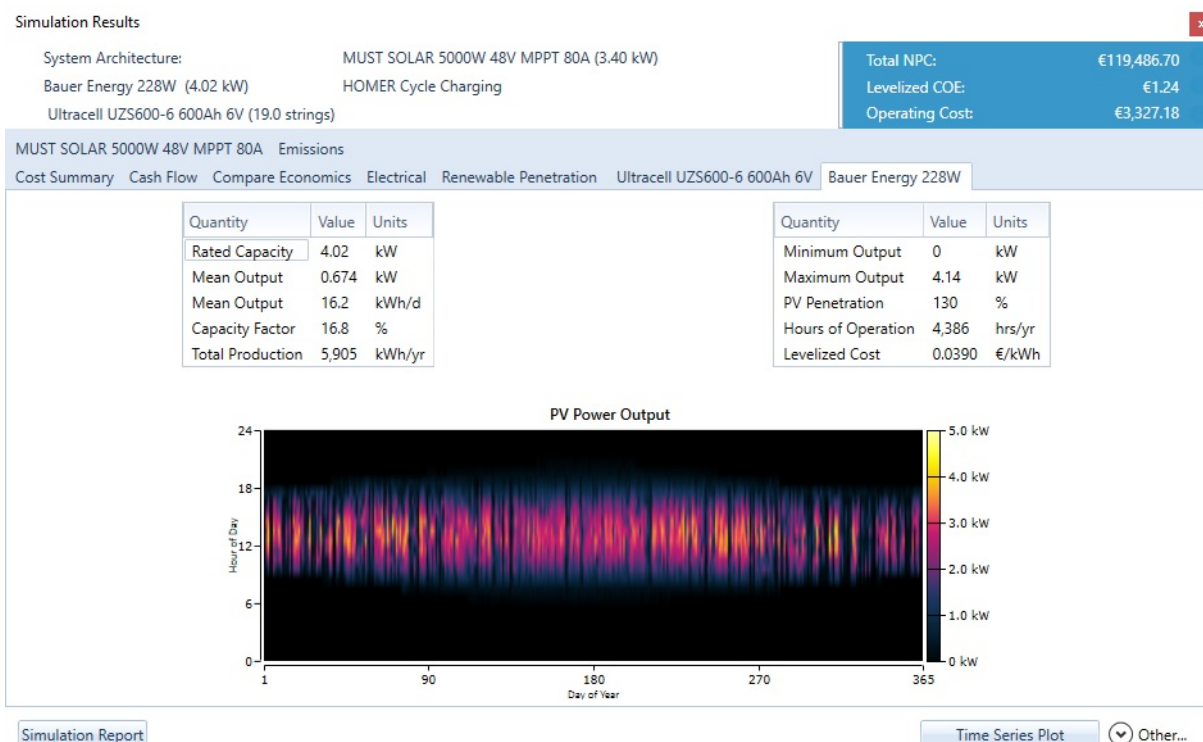 Simulation Results
x
System Architecture:
MUST SOLAR 5000W 48V MPPT 80A (3.40 kW)
Bauer Energy 228W (4.02 kW)
HOMER Cycle Charging
Ultracell UZS600-6 600Ah 6V (19.0 strings)
Total NPC: €119,486.70
Levelized COE: €1.24
Operating Cost: €3,327.18
MUST SOLAR 5000W 48V MPPT 80A Emissions
Cost Summary Cash Flow Compare Economics Electrical Renewable Penetration Ultracell UZS600-6 600Ah 6V Bauer Energy 228W
Quantity Value Units
Rated Capacity 4.02 kW
Mean Output 0.674 kW
Mean Output 16.2 kWh/d
Capacity Factor 16.8 %
Total Production 5,905 kWh/yr
Quantity Value Units
Minimum Output 0 kW
Maximum Output 4.14 kW
PV Penetration 130 %
Hours of Operation 4,386 hrs/yr
Levelized Cost 0.0390 €/kWh
PV Power Output
24
18
12
6
0
Hour of Day
1 90 180 270 365
Day of Year
5.0 kW
4.0 kW
3.0 kW
2.0 kW
1.0 kW
0 kW
Simulation Report
Time Series Plot
Other...